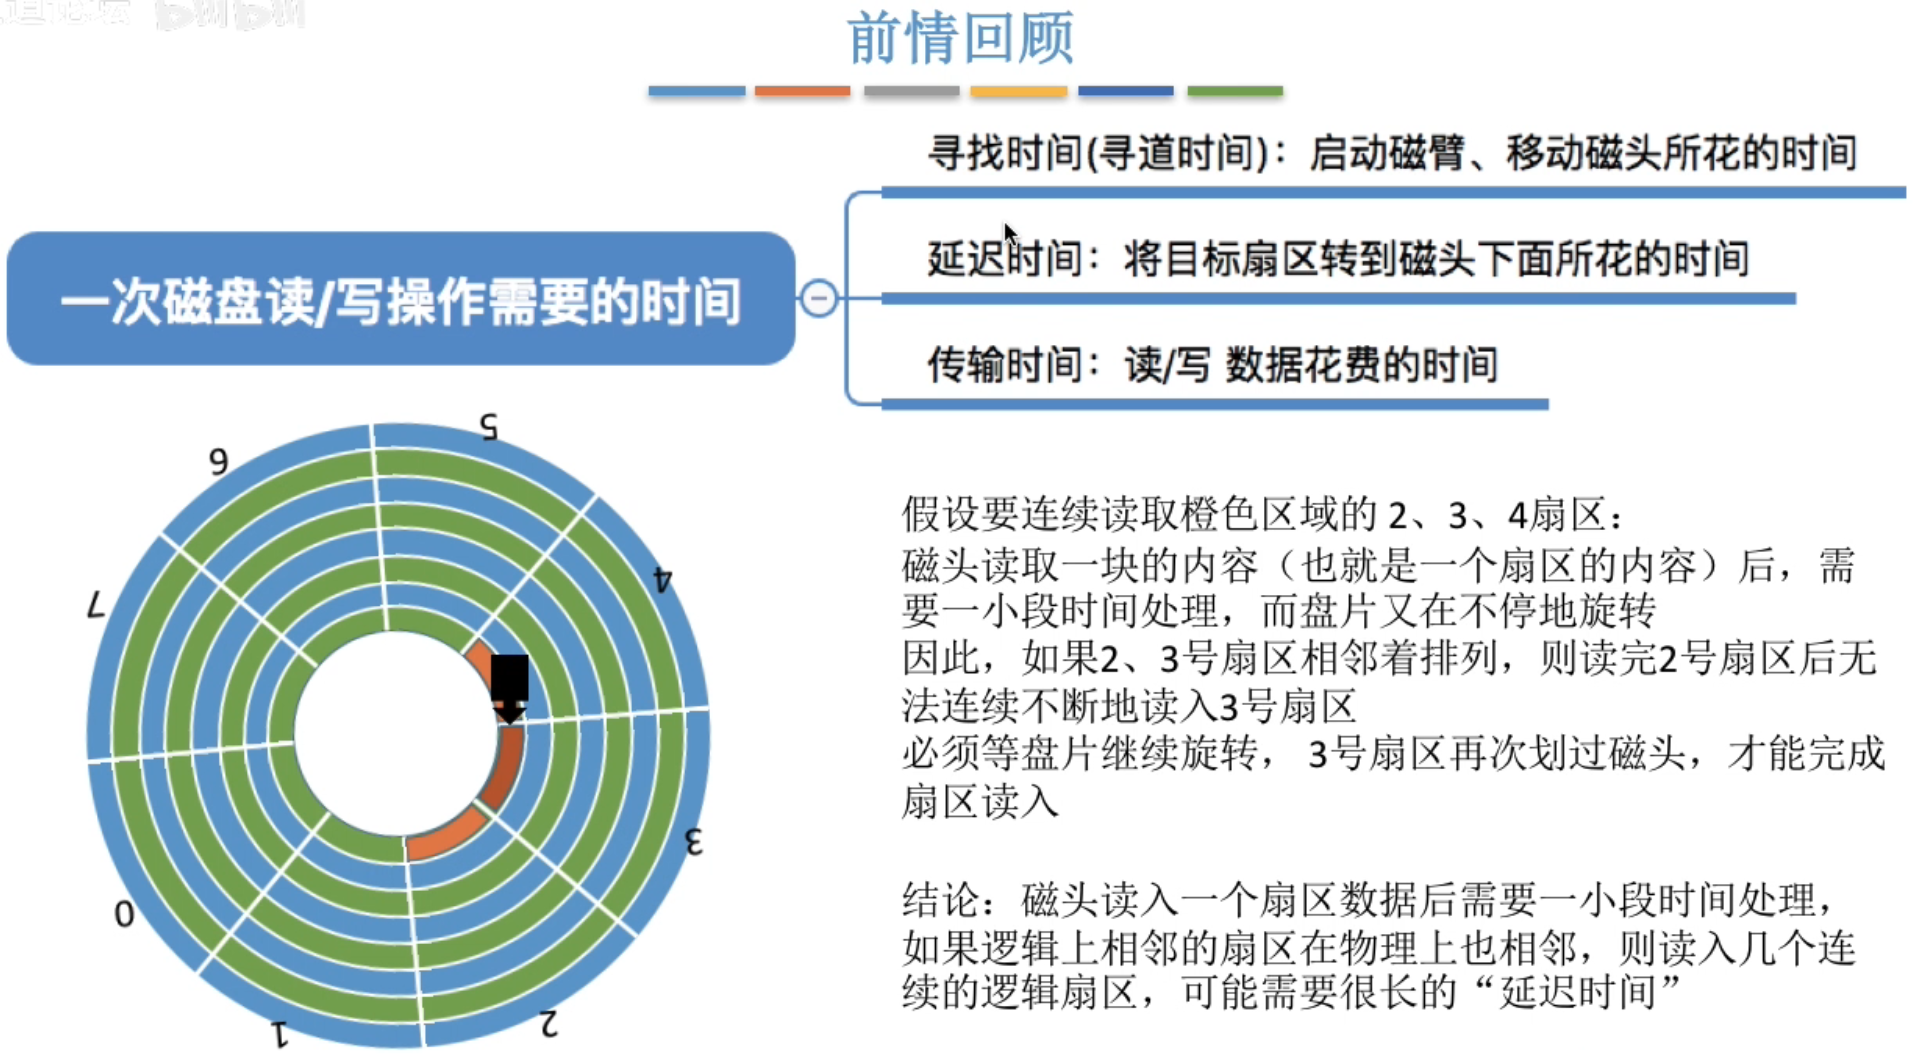 前情回顾
寻找时间(寻道时间)：启动磁臂、移动磁头所花的时间
延迟时间：将目标扇区转到磁头下面所花的时间
一次磁盘读/写操作需要的时间
传输时间：读/写 数据花费的时间
5
6
4
7
3
0
2
1
假设要连续读取橙色区域的 2、3、4扇区：
磁头读取一块的内容（也就是一个扇区的内容）后，需
要一小段时间处理，而盘片又在不停地旋转
因此，如果2、3号扇区相邻着排列，则读完2号扇区后无
法连续不断地读入3号扇区
必须等盘片继续旋转， 3号扇区再次划过磁头，才能完成
扇区读入
结论：磁头读入一个扇区数据后需要一小段时间处理，
如果逻辑上相邻的扇区在物理上也相邻，则读入几个连
续的逻辑扇区，可能需要很长的“延迟时间”